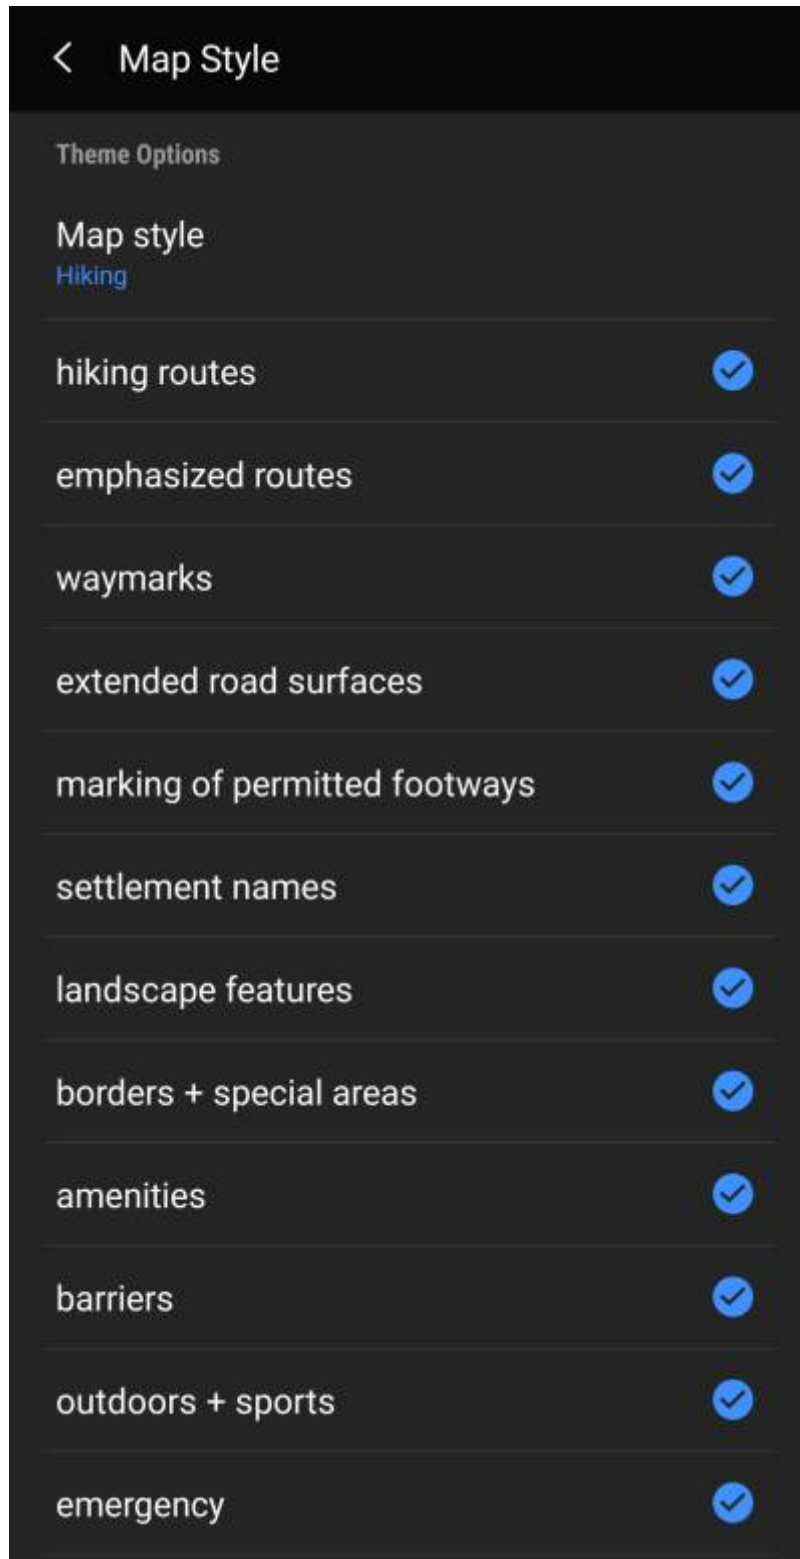 Map Style
Theme Options
Map style
Hiking
hiking routes
emphasized routes
waymarks
extended road surfaces
marking of permitted footways
settlement names
landscape features
borders + special areas
amenities
barriers
outdoors + sports
emergency